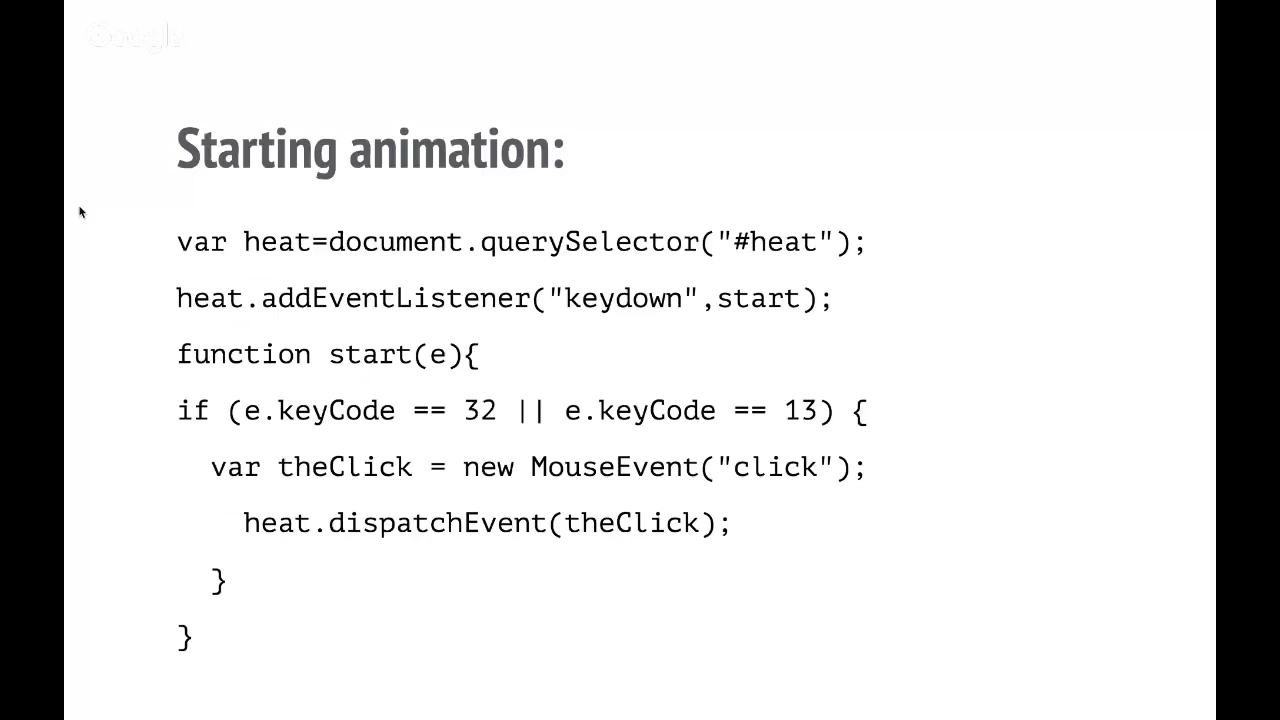 Google
Starting animation:
var heat=document.querySelector("#heat");
heat.addEventListener("keydown",start);
function start(e){
if (e.keyCode == 32 || e.keyCode == 13) {
var theClick = new MouseEvent("click");
heat.dispatchEvent(theClick);
}
}